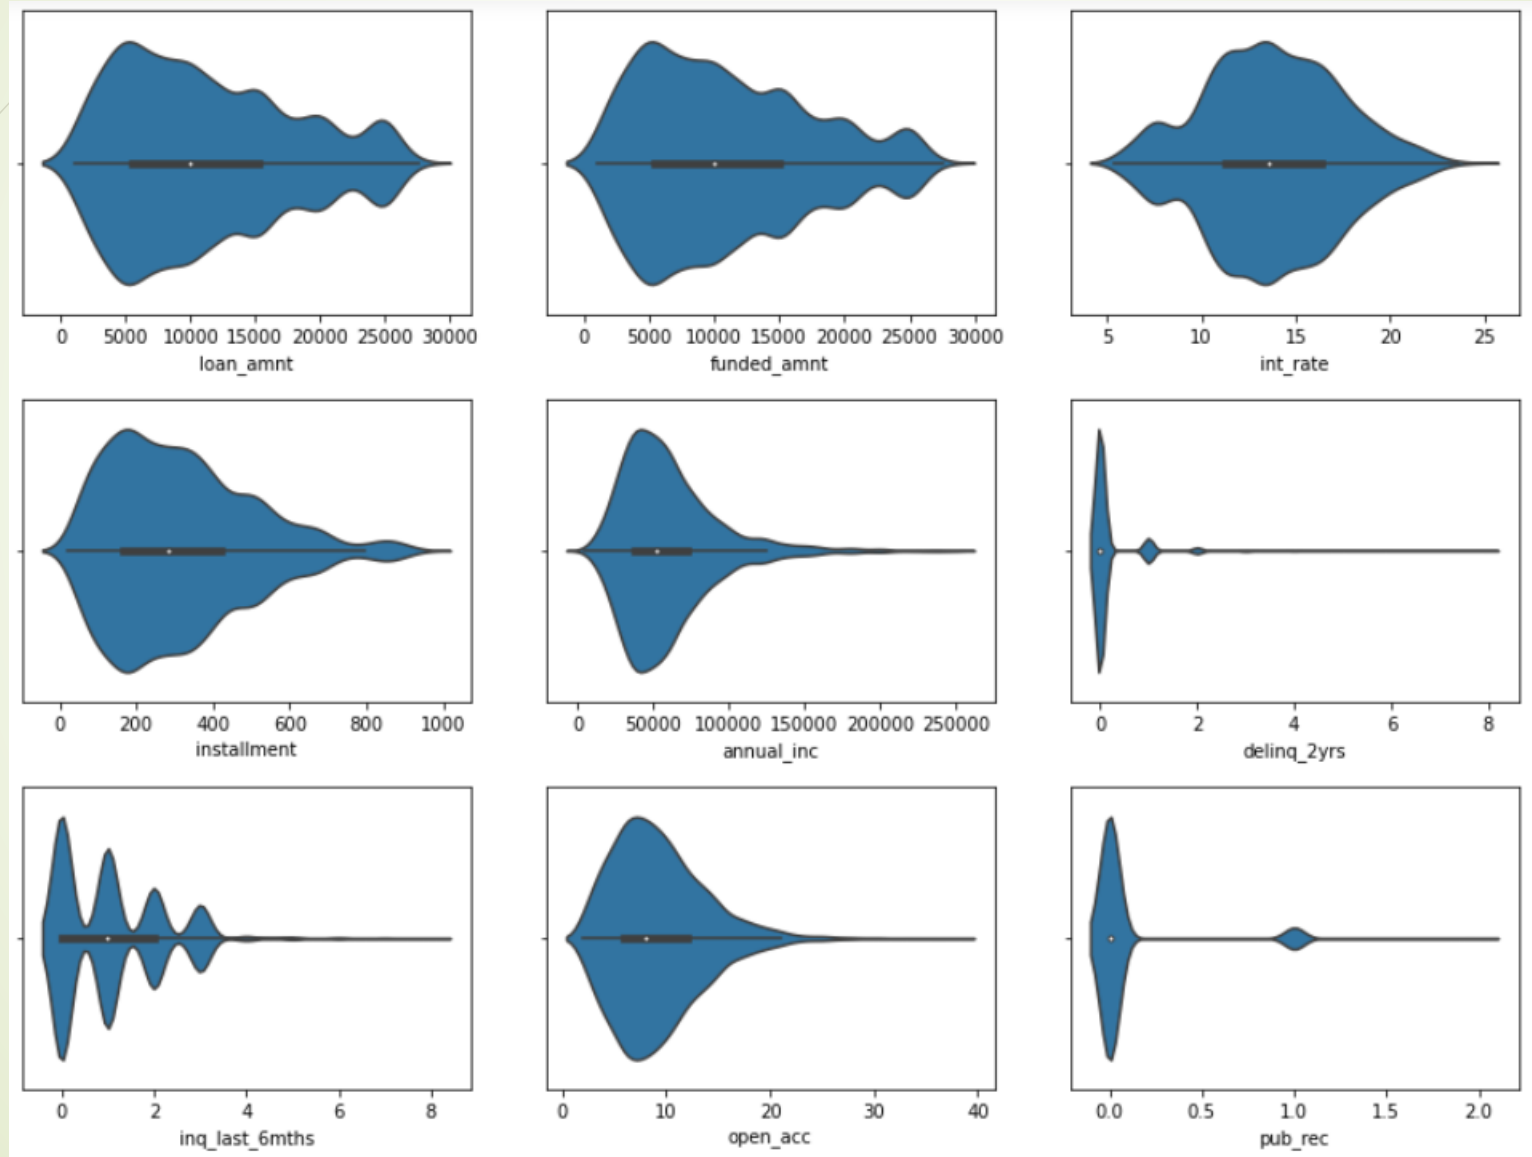 0 5000 10000 15000 20000 25000 30000
loan_amnt
0 5000 10000 15000 20000 25000 30000
funded_amnt
5 10 15 20 25
int_rate
0 200 400 600 800 1000
installment
0 50000 100000 150000 200000 250000
annual_inc
0 2 4 6 8
delinq_2yrs
0 2 4 6 8
inq_last_6mths
0 10 20 30 40
open_acc
0.0 0.5 1.0 1.5 2.0
pub_rec